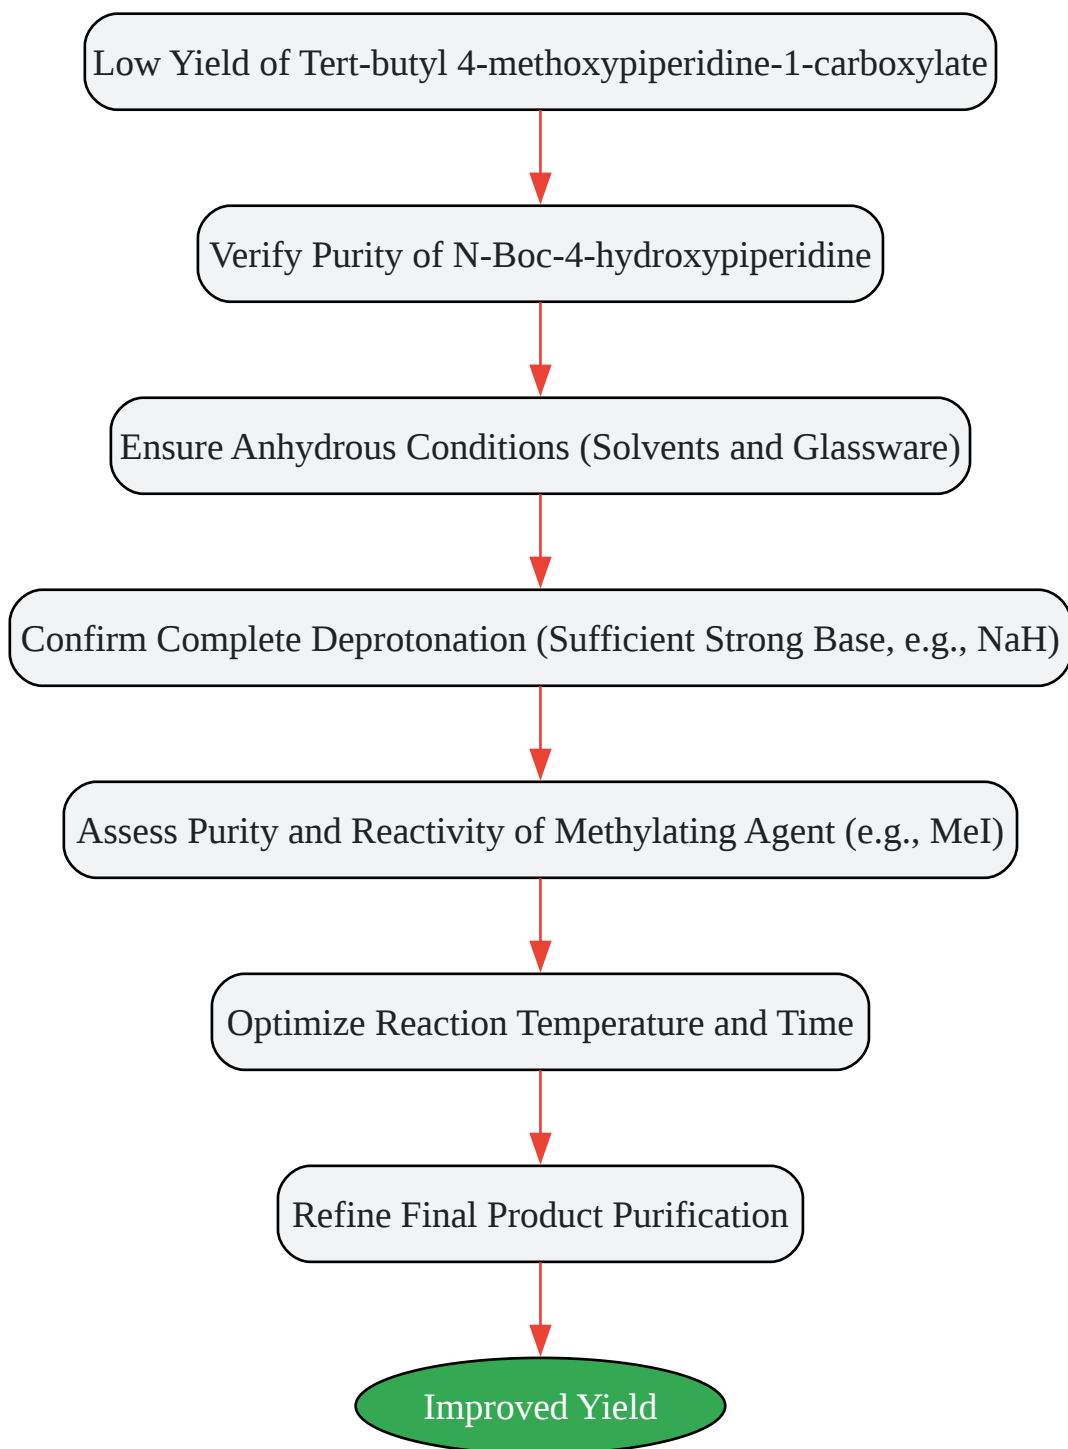 Low Yield of Tert-butyl 4-methoxypiperidine-1-carboxylate
Verify Purity of N-Boc-4-hydroxypiperidine
Ensure Anhydrous Conditions (Solvents and Glassware)
Confirm Complete Deprotonation (Sufficient Strong Base, e.g., NaH)
Assess Purity and Reactivity of Methylating Agent (e.g., MeI)
Optimize Reaction Temperature and Time
Refine Final Product Purification
Improved Yield